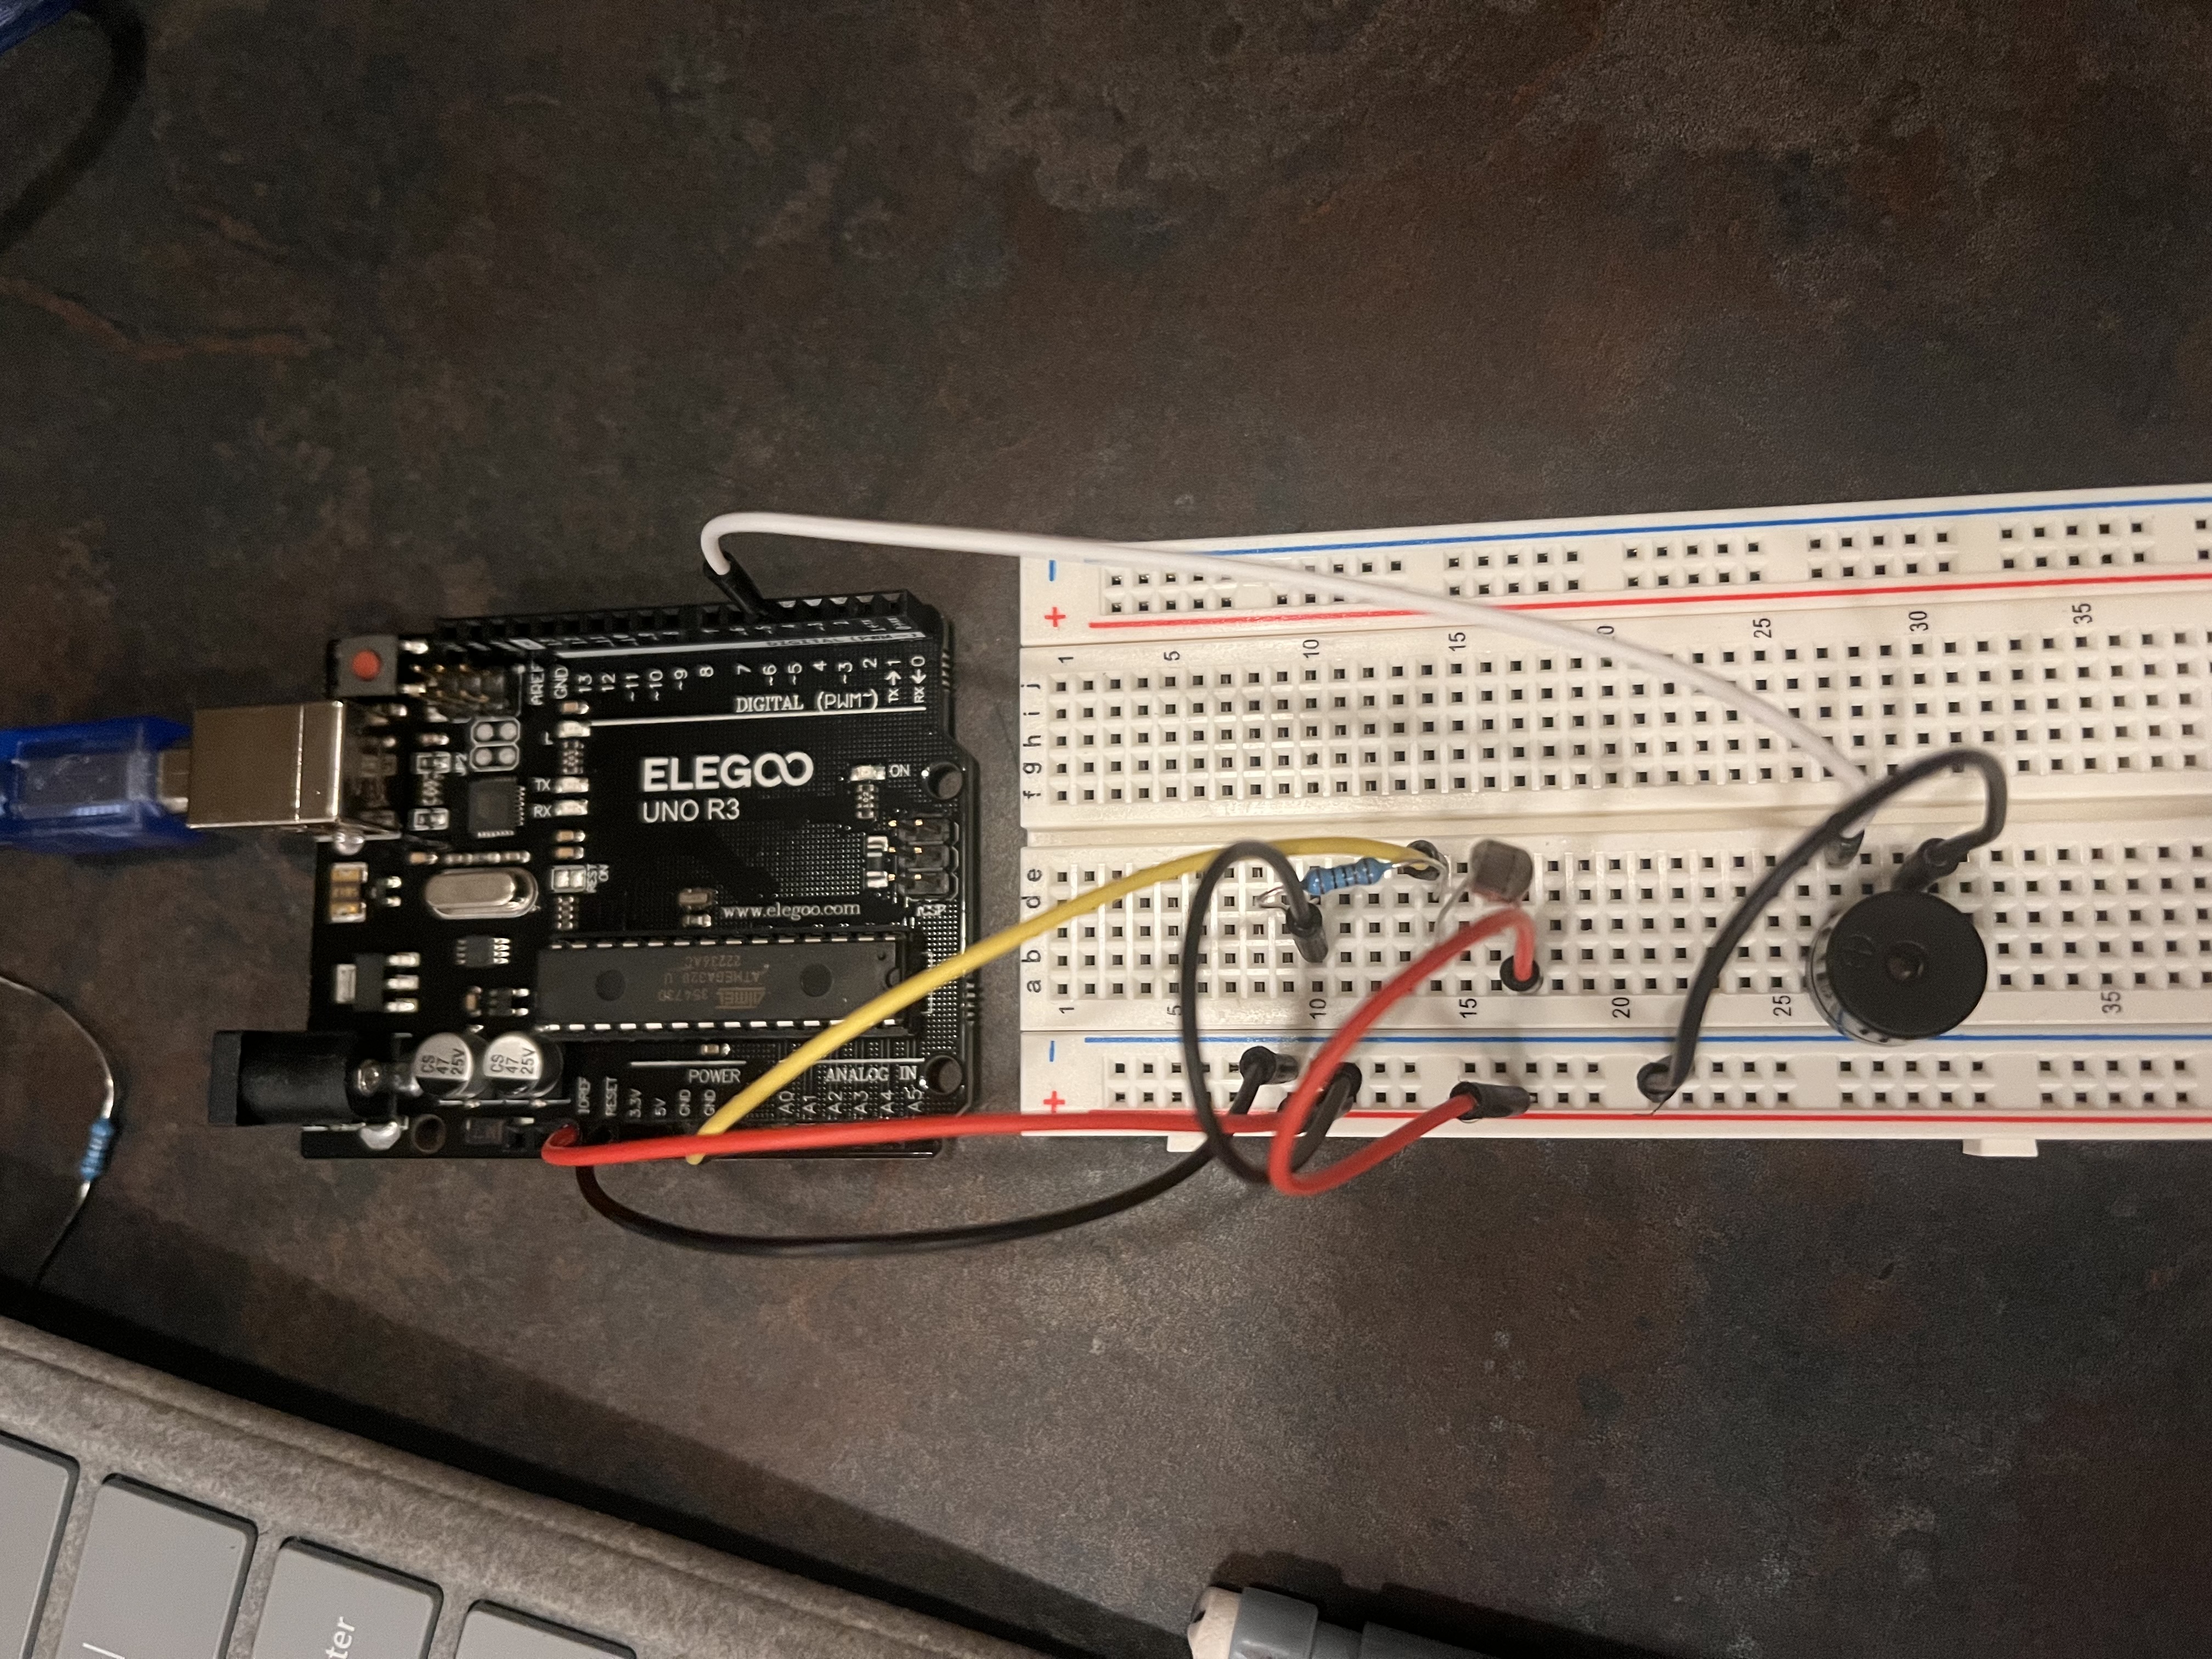 ter
CS
47
25V
CS
47
25V
JP2
RX
TX
L
AREF
GND
13
12
~11
~10
~9
8
7
~6
~5
4
~3
2
TX→1
RX←0
DIGITAL (PWM~)
IOREF
RESET
3.3V
5V
GND
GND
POWER
A0
A1
A2
A3
A4
A5
ANALOG IN
REST
ON
ELEGOO
UNO R3
www.elegoo.com
ON
a b d e f g h i j
+ − + −
1 1
5 5
10 10
15 15
20
25 25
30
35 35